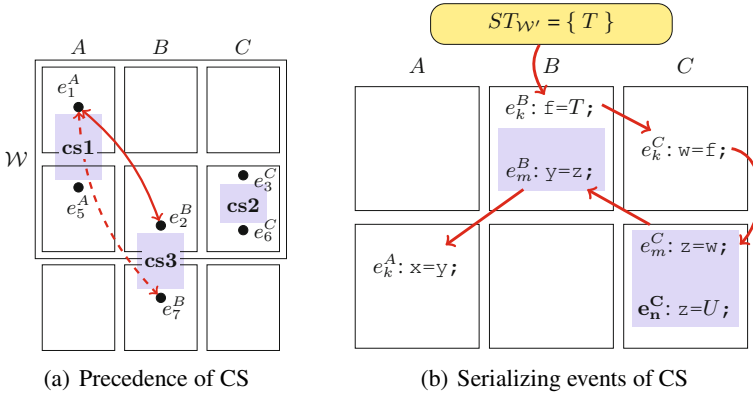 A B C
e_1^A
cs1
W
e_3^C
cs2
e_5^A
e_2^B
e_6^C
cs3
e_7^B
(a) Precedence of CS
ST_W' = { T }
A B C
e_k^B: f=T;
e_k^C: w=f;
e_m^B: y=z;
e_m^C: z=w;
e_k^A: x=y;
e_n^C: z=U;
(b) Serializing events of CS